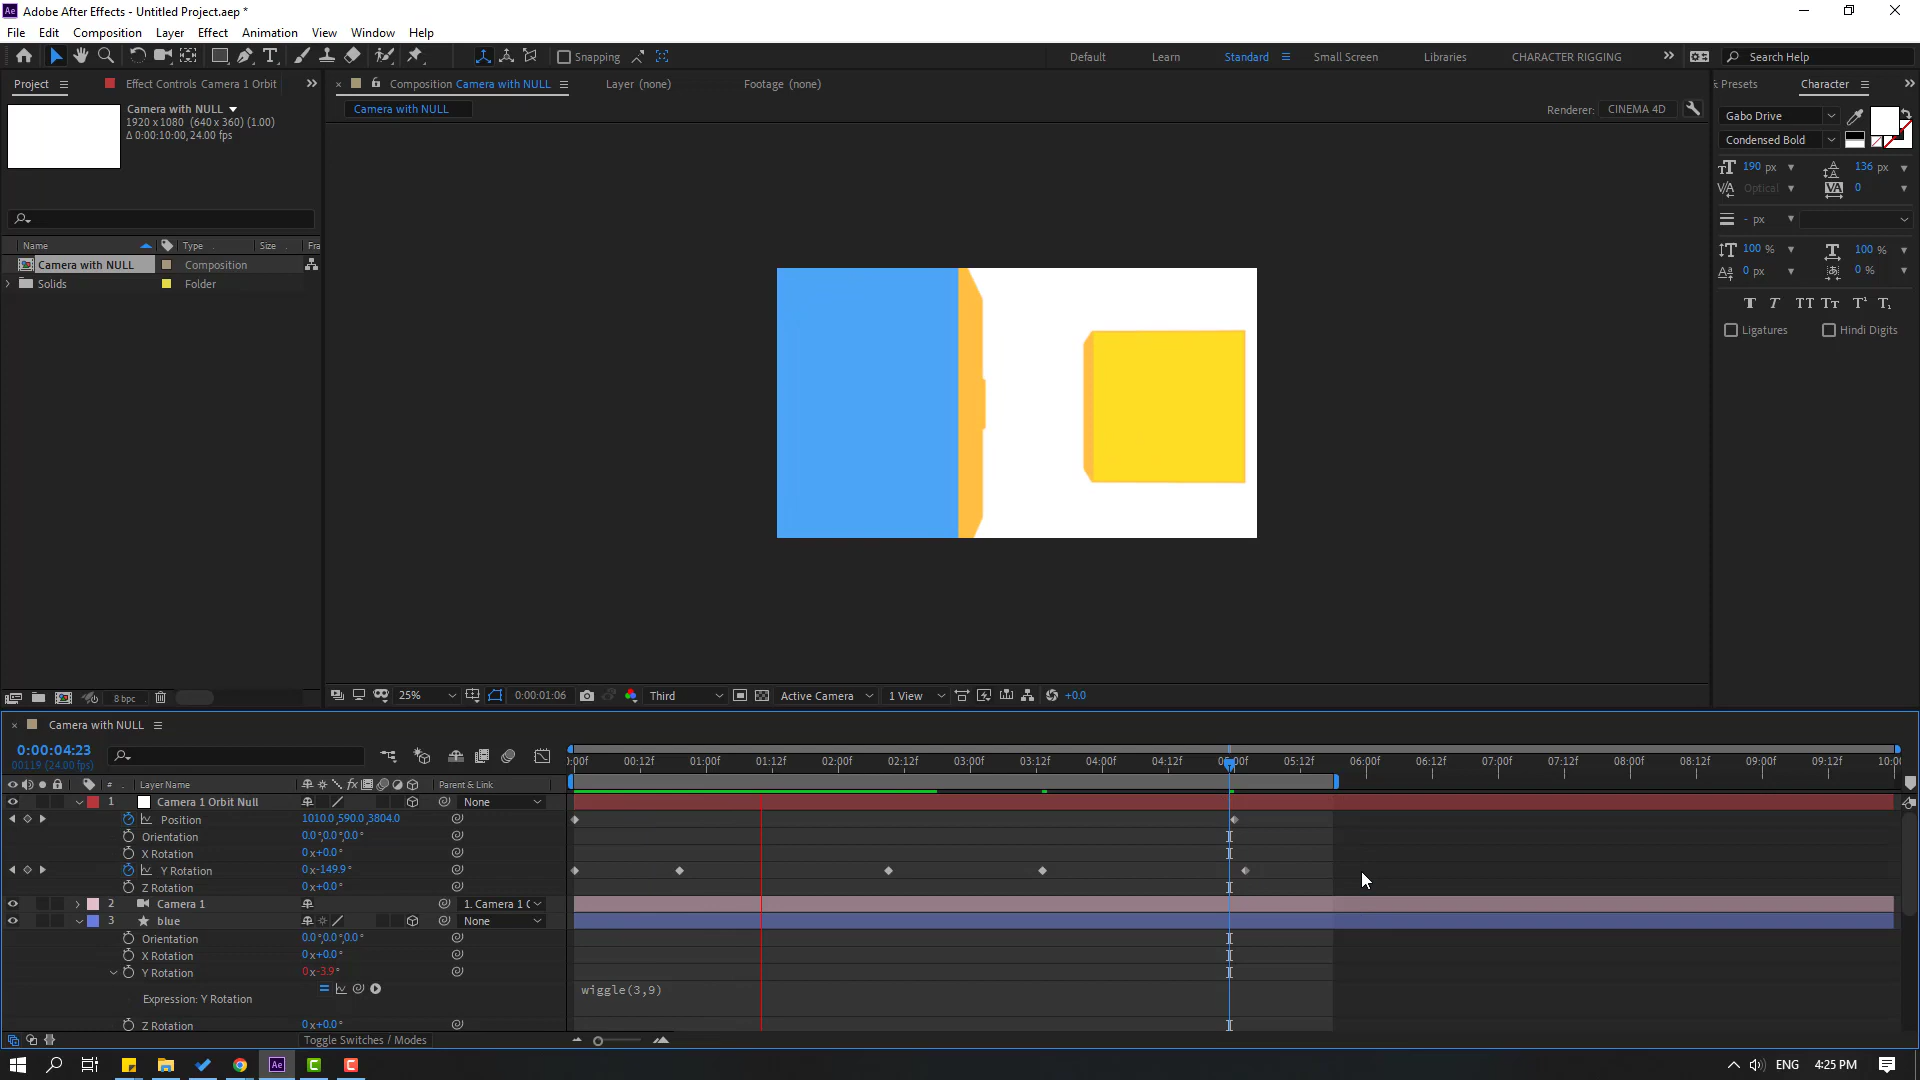 Adobe After Effects - Untitled Project.aep *
File Edit Composition Layer Effect Animation View Window Help
Snapping
Default Learn Standard Small Screen Libraries CHARACTER RIGGING Search Help
Project Effect Controls Camera 1 Orbit
Composition Camera with NULL Layer (none) Footage (none)
Presets Character
Camera with NULL
1920 x 1080 (640 x 360) (1.00)
Δ 0:00:10:00, 24.00 fps
Camera with NULL
Renderer: CINEMA 4D
Gabo Drive
Condensed Bold
190 px 136 px
Optical 0
- px
100 % 100 %
0 px 0 %
Ligatures Hindi Digits
Name Type Size Fra
Camera with NULL Composition
Solids Folder
8 bpc
25% 0:00:01:06 Third Active Camera 1 View +0.0
Camera with NULL
0:00:04:23
00119 (24.00 fps)
:00f 00:12f 01:00f 01:12f 02:00f 02:12f 03:00f 03:12f 04:00f 04:12f 05:00f 05:12f 06:00f 06:12f 07:00f 07:12f 08:00f 08:12f 09:00f 09:12f 10:00
# Layer Name Parent & Link
1 Camera 1 Orbit Null None
Position 1010.0,590.0,3804.0
Orientation 0.0°,0.0°,0.0°
X Rotation 0x+0.0°
Y Rotation 0x-149.9°
Z Rotation 0x+0.0°
2 Camera 1 1. Camera 1 O
3 blue None
Orientation 0.0°,0.0°,0.0°
X Rotation 0x+0.0°
Y Rotation 0x-3.9°
Expression: Y Rotation wiggle(3,9)
Z Rotation 0x+0.0°
Toggle Switches / Modes
ENG 4:25 PM